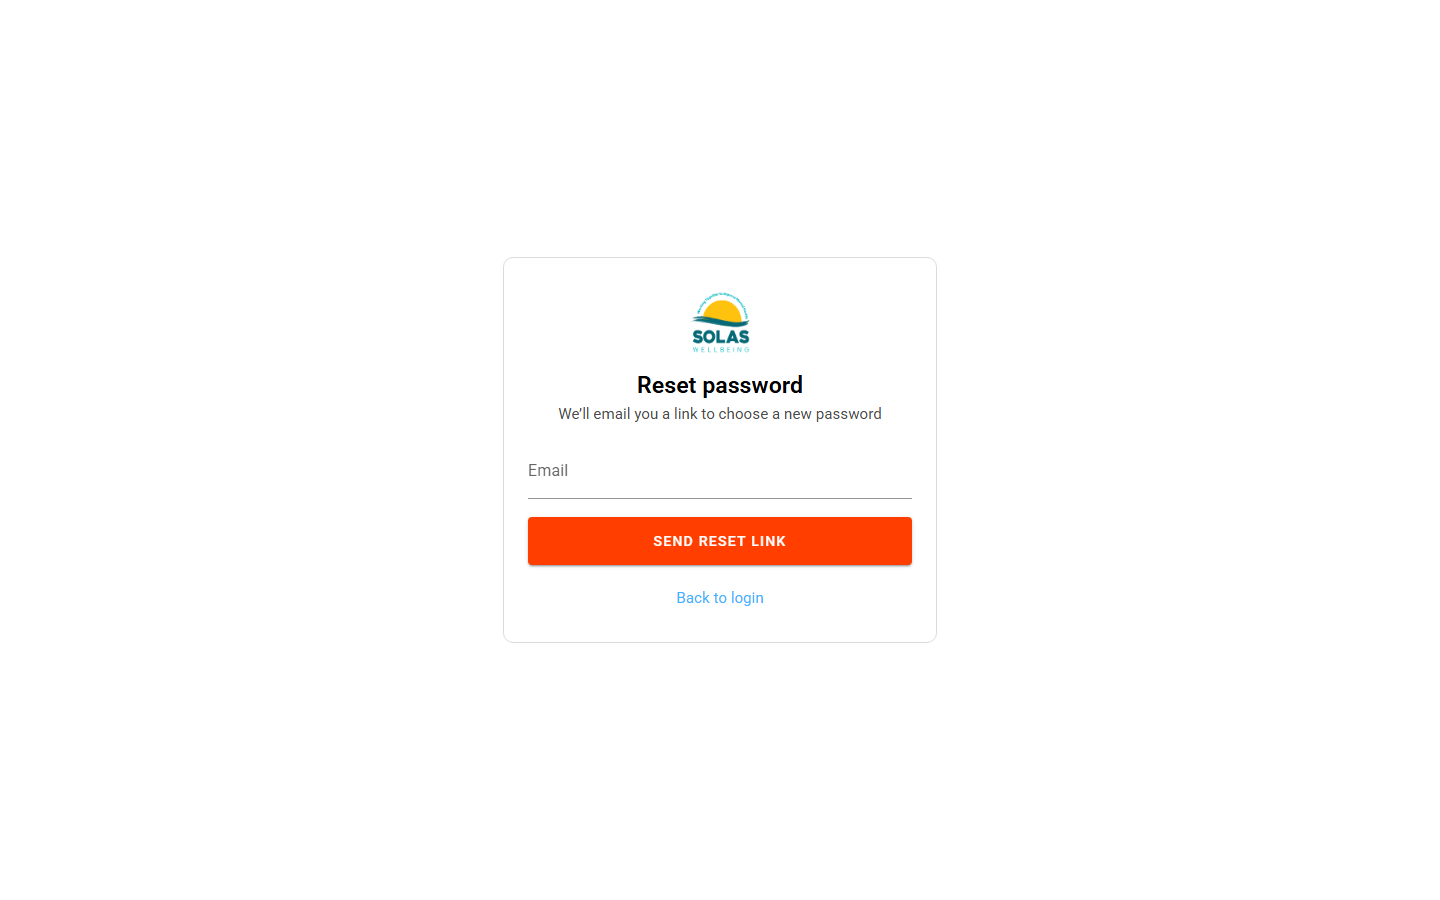 SOLAS
WELLBEING
Reset password
We'll email you a link to choose a new password
Email
SEND RESET LINK
Back to login